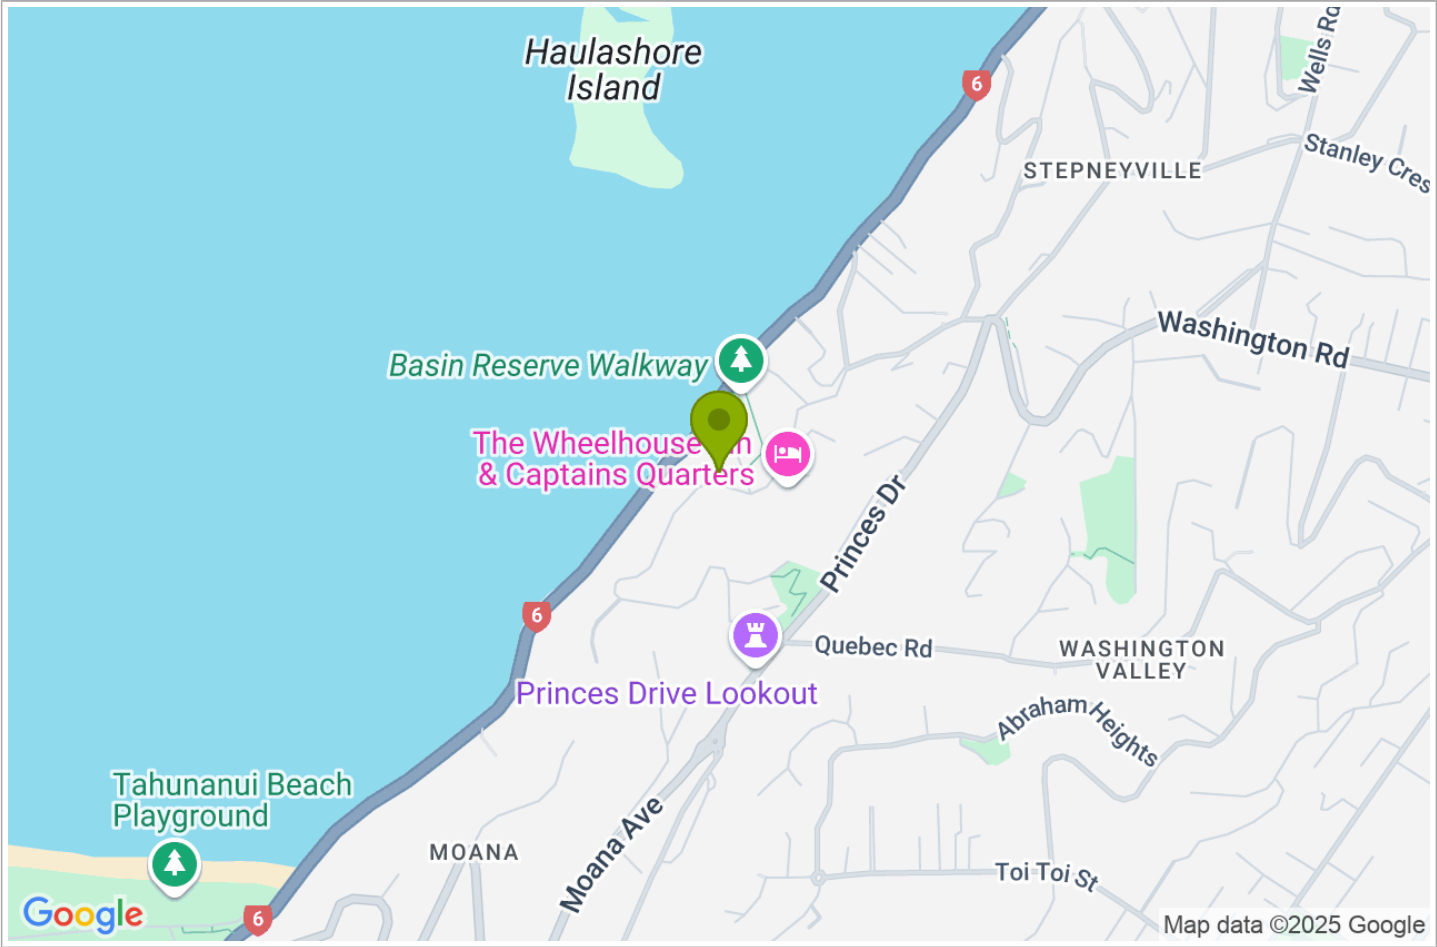 Haulashore
Island
6
Wells Rd
Stanley Cres
STEPNEYVILLE
Washington Rd
Basin Reserve Walkway
The Wheelhouse
& Captains Quarters
Princes Dr
6
Quebec Rd
WASHINGTON
VALLEY
Princes Drive Lookout
Abraham Heights
Tahunanui Beach
Playground
MOANA
Moana Ave
Toi Toi St
Google
6
Map data ©2025 Google